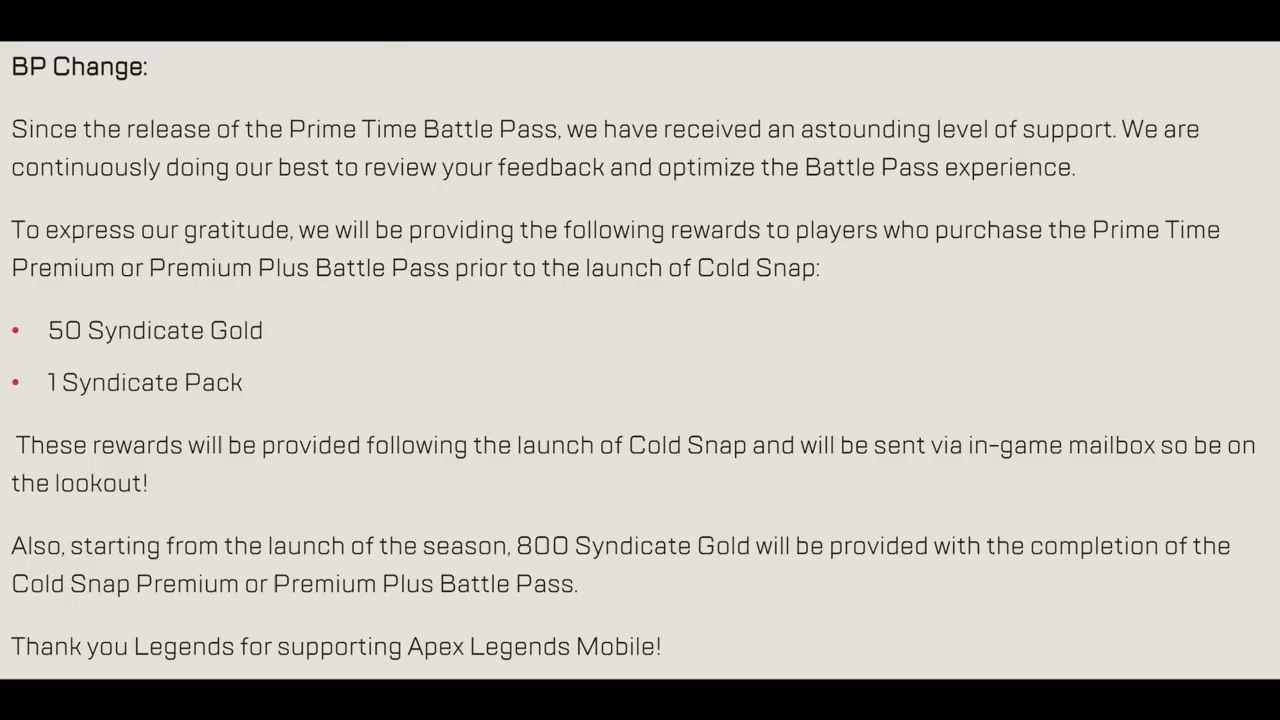 BP Change:
Since the release of the Prime Time Battle Pass, we have received an astounding level of support. We are
continuously doing our best to review your feedback and optimize the Battle Pass experience.
To express our gratitude, we will be providing the following rewards to players who purchase the Prime Time
Premium or Premium Plus Battle Pass prior to the launch of Cold Snap:
• 50 Syndicate Gold
• 1 Syndicate Pack
These rewards will be provided following the launch of Cold Snap and will be sent via in-game mailbox so be on
the lookout!
Also, starting from the launch of the season, 800 Syndicate Gold will be provided with the completion of the
Cold Snap Premium or Premium Plus Battle Pass.
Thank you Legends for supporting Apex Legends Mobile!